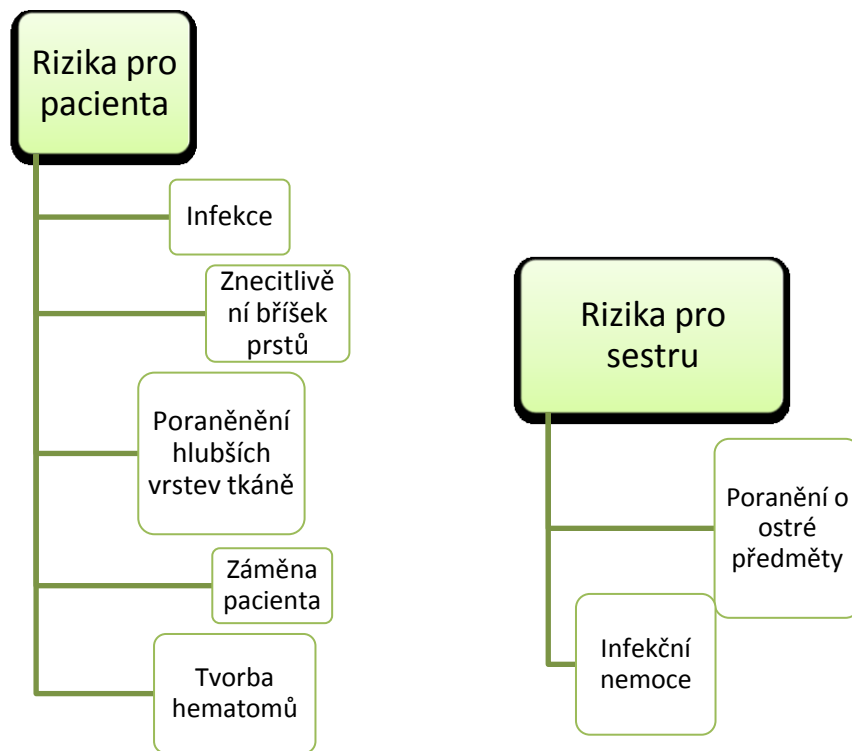 Rizika pro
pacienta
Infekce
Znecitlivě
ní bříšek
prstů
Poraněnění
hlubších
vrstev tkáně
Záměna
pacienta
Tvorba
hematomů
Rizika pro
sestru
Poranění o
ostré
předměty
Infekční
nemoce